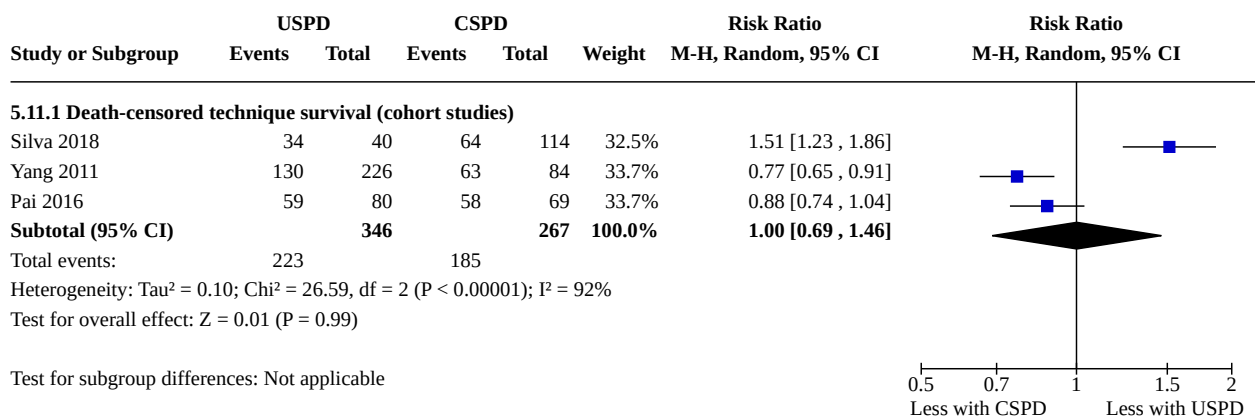 USPD CSPD Risk Ratio Risk Ratio
Study or Subgroup Events Total Events Total Weight M-H, Random, 95% CI M-H, Random, 95% CI
5.11.1 Death-censored technique survival (cohort studies)
Silva 2018 34 40 64 114 32.5% 1.51 [1.23 , 1.86]
Yang 2011 130 226 63 84 33.7% 0.77 [0.65 , 0.91]
Pai 2016 59 80 58 69 33.7% 0.88 [0.74 , 1.04]
Subtotal (95% CI) 346 267 100.0% 1.00 [0.69 , 1.46]
Total events: 223 185
Heterogeneity: Tau² = 0.10; Chi² = 26.59, df = 2 (P < 0.00001); I² = 92%
Test for overall effect: Z = 0.01 (P = 0.99)
Test for subgroup differences: Not applicable
0.5 0.7 1 1.5 2
Less with CSPD Less with USPD